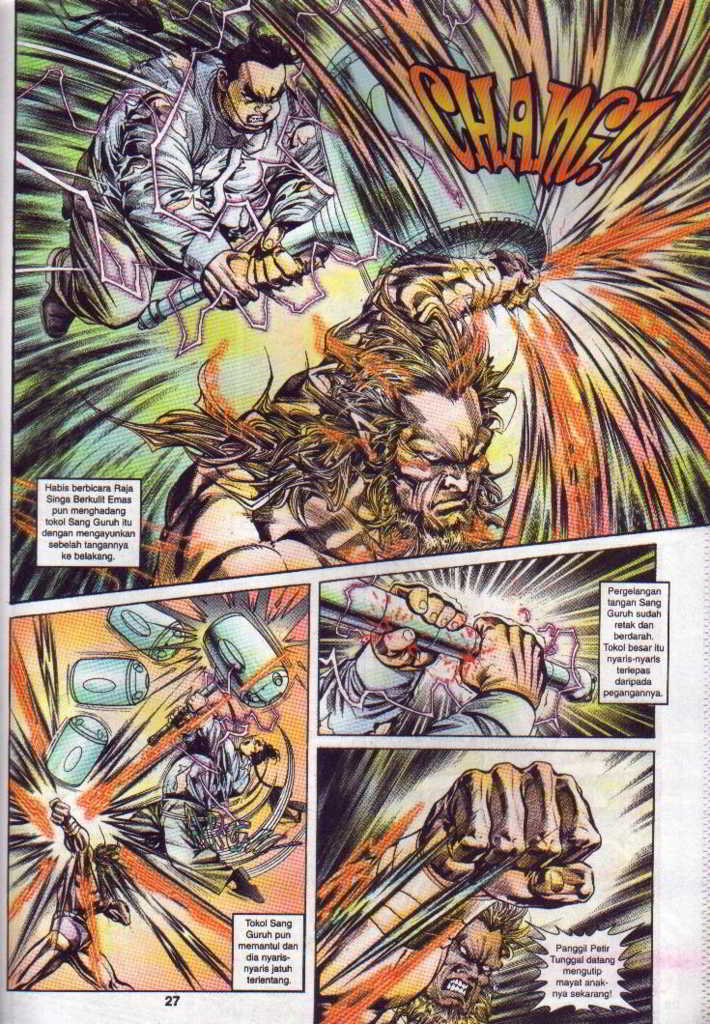 CHANG!
Habis berbicara Raja
Singa Berkulit Emas
pun menghadang
tokol Sang Guruh itu
dengan mengayunkan
sebelah tangannya
ke belakang.
Pergelangan
tangan Sang
Guruh sudah
retak dan
berdarah.
Tokol besar itu
nyaris-nyaris
terlepas
daripada
pegangannya.
Tokol Sang
Guruh pun
memantul dan
dia nyaris-
nyaris jatuh
terlentang.
Panggil Petir
Tunggal datang
mengutip
mayat anak-
nya sekarang!
27